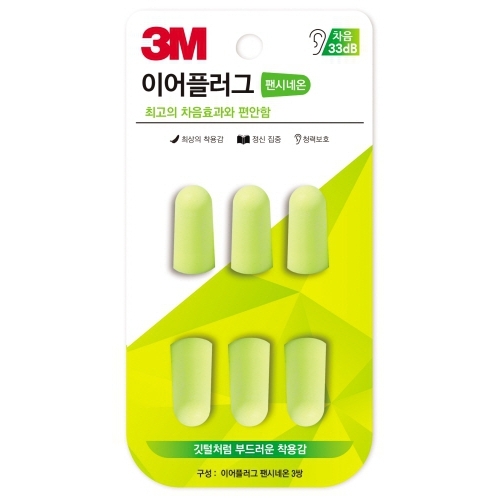 3M
차음
33dB
이어플러그 팬시네온
최고의 차음효과와 편안함
최상의 착용감 정신 집중 청력보호
깃털처럼 부드러운 착용감
구성 : 이어플러그 팬시네온 3쌍